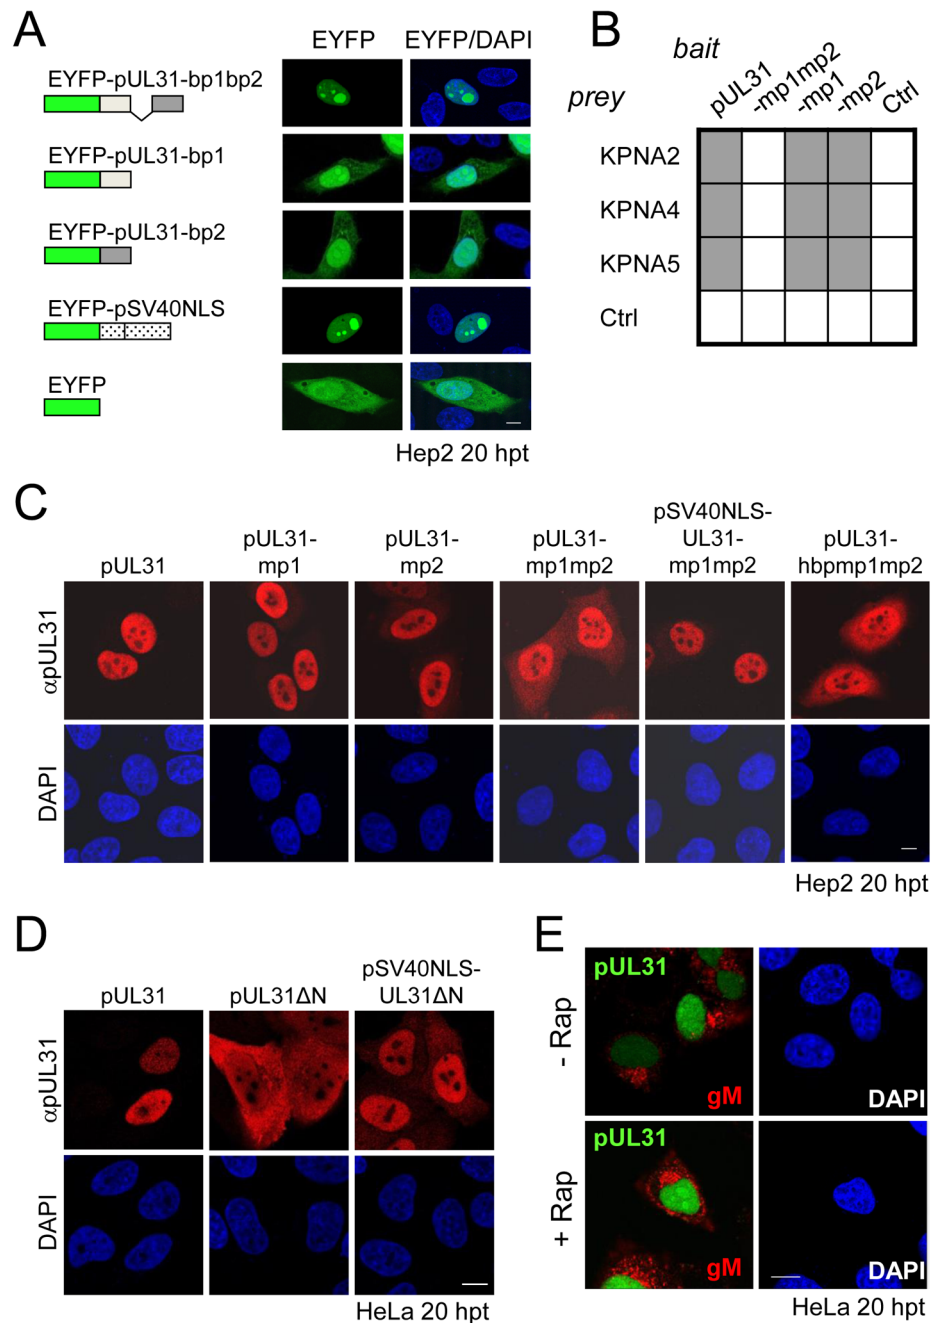 A
EYFP
EYFP/DAPI
EYFP-pUL31-bp1bp2
EYFP-pUL31-bp1
EYFP-pUL31-bp2
EYFP-pSV40NLS
EYFP
Hep2 20 hpt
B
bait
prey
pUL31
-mp1mp2
-mp1
-mp2
Ctrl
KPNA2
KPNA4
KPNA5
Ctrl
C
pUL31
pUL31-
mp1
pUL31-
mp2
pUL31-
mp1mp2
pSV40NLS-
UL31-
mp1mp2
pUL31-
hbpmp1mp2
αpUL31
DAPI
Hep2 20 hpt
D
pUL31
pUL31ΔN
pSV40NLS-
UL31ΔN
αpUL31
DAPI
HeLa 20 hpt
E
- Rap
pUL31
gM
DAPI
+ Rap
pUL31
gM
DAPI
HeLa 20 hpt